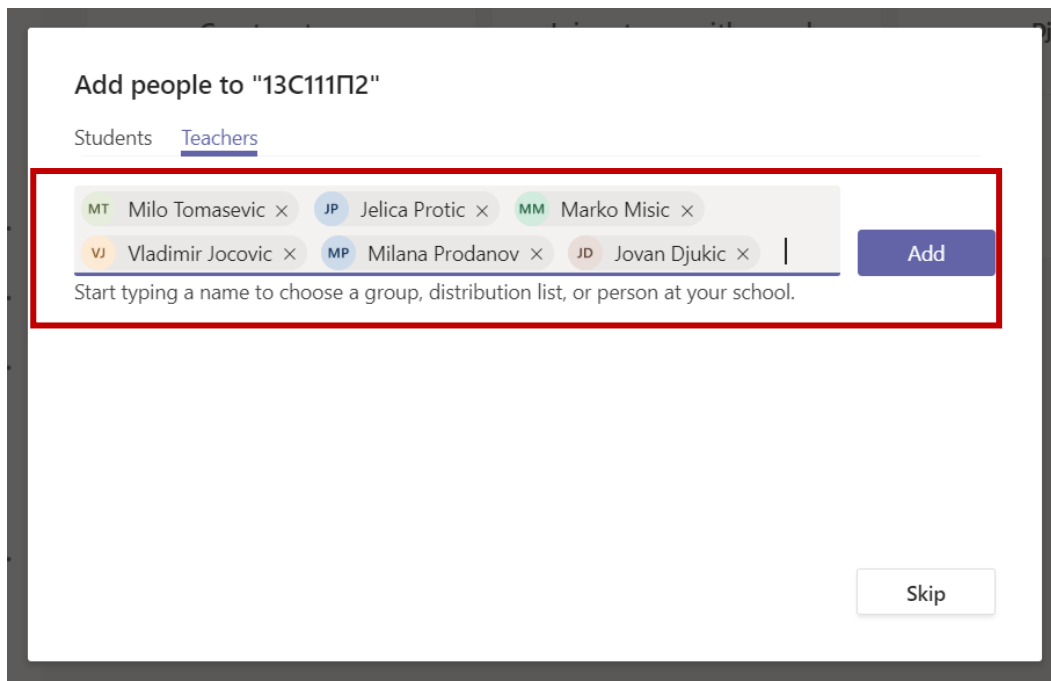 Add people to "13С111П2"
Students Teachers
MT Milo Tomasevic × JP Jelica Protic × MM Marko Misic ×
VJ Vladimir Jocovic × MP Milana Prodanov × JD Jovan Djukic ×
Add
Start typing a name to choose a group, distribution list, or person at your school.
Skip